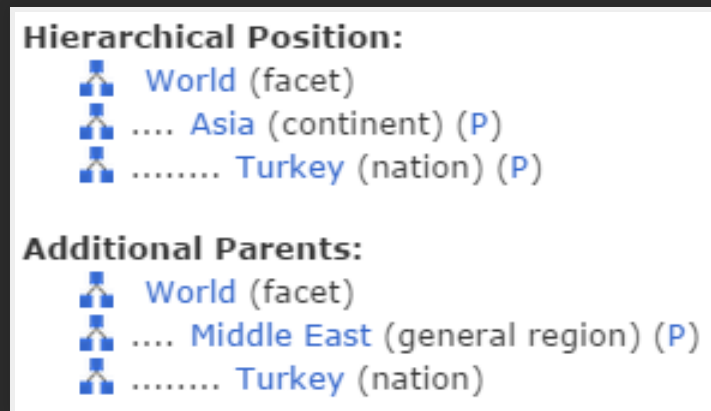 Hierarchical Position:
World (facet)
.... Asia (continent) (P)
........ Turkey (nation) (P)
Additional Parents:
World (facet)
.... Middle East (general region) (P)
........ Turkey (nation)